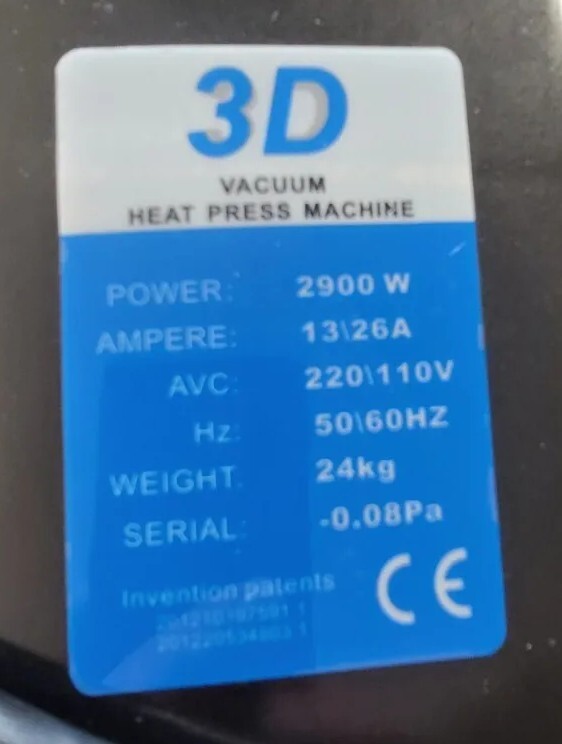 3D
VACUUM
HEAT PRESS MACHINE
POWER: 2900 W
AMPERE: 13\26A
AVC: 220\110V
Hz: 50\60HZ
WEIGHT: 24kg
SERIAL: -0.08Pa
Invention patents
CE